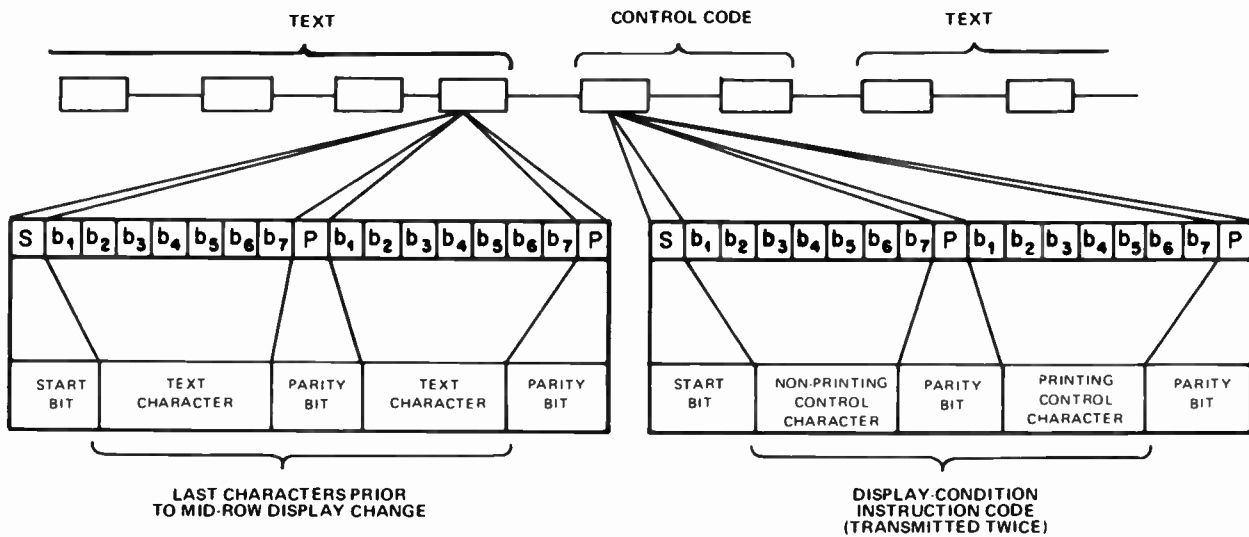 TEXT
CONTROL CODE
TEXT
S b1 b2 b3 b4 b5 b6 b7 P b1 b2 b3 b4 b5 b6 b7 P
S b1 b2 b3 b4 b5 b6 b7 P b1 b2 b3 b4 b5 b6 b7 P
START
BIT
TEXT
CHARACTER
PARITY
BIT
TEXT
CHARACTER
PARITY
BIT
START
BIT
NON-PRINTING
CONTROL
CHARACTER
PARITY
BIT
PRINTING
CONTROL
CHARACTER
PARITY
BIT
LAST CHARACTERS PRIOR
TO MID-ROW DISPLAY CHANGE
DISPLAY-CONDITION
INSTRUCTION CODE
(TRANSMITTED TWICE)